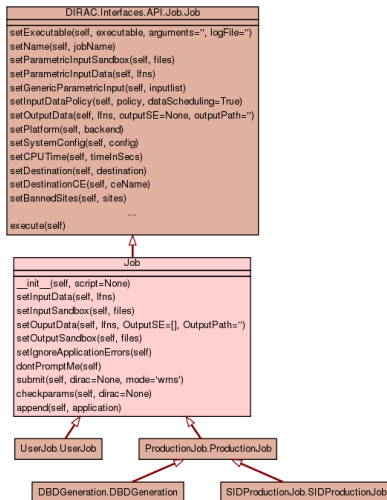 DIRAC.Interfaces.API.Job.Job
setExecutable(self, executable, arguments='', logFile='')
setName(self, jobName)
setParametricInputSandbox(self, files)
setParametricInputData(self, lfns)
setGenericParametricInput(self, inputlist)
setInputDataPolicy(self, policy, dataScheduling=True)
setOutputData(self, lfns, outputSE=None, outputPath='')
setPlatform(self, backend)
setSystemConfig(self, config)
setCPUTime(self, timeInSecs)
setDestination(self, destination)
setDestinationCE(self, ceName)
setBannedSites(self, sites)
...
execute(self)
Job
__init__(self, script=None)
setInputData(self, lfns)
setInputSandbox(self, files)
setOuputData(self, lfns, OutputSE=[], OutputPath='')
setOutputSandbox(self, files)
setIgnoreApplicationErrors(self)
dontPromptMe(self)
submit(self, dirac=None, mode='wms')
checkparams(self, dirac=None)
append(self, application)
UserJob.UserJob
ProductionJob.ProductionJob
DBDGeneration.DBDGeneration
SIDProductionJob.SIDProductionJob